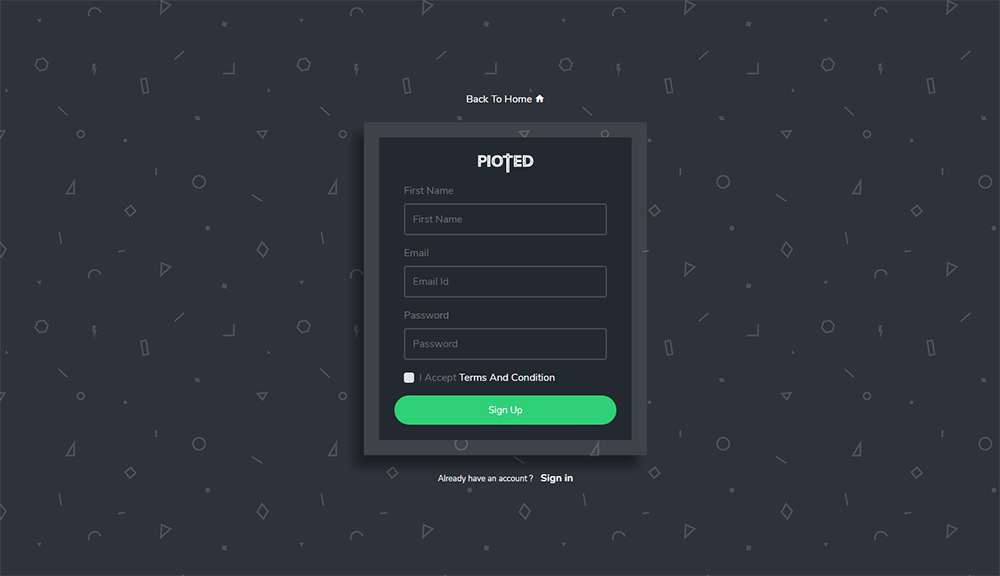 Back To Home
PIOTED
First Name
First Name
Email
Email Id
Password
Password
I Accept Terms And Condition
Sign Up
Already have an account ? Sign in